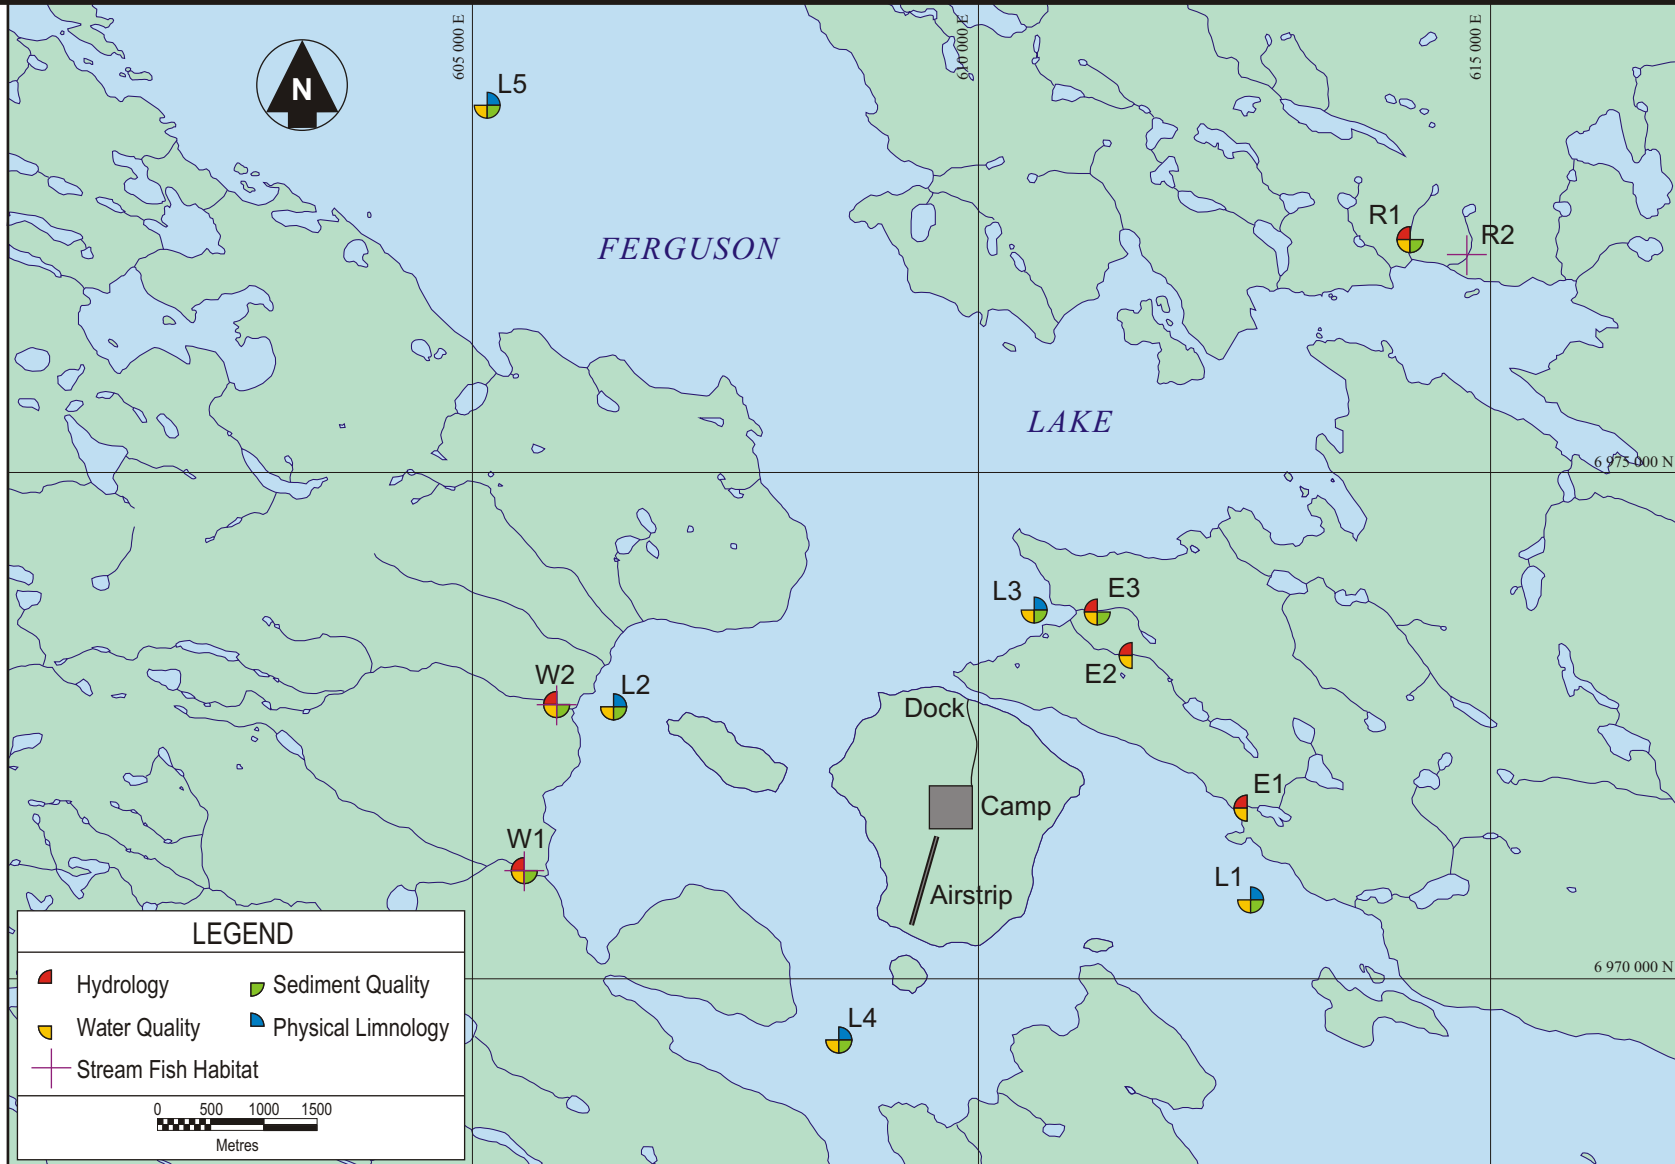 605 000 E
610 000 E
615 000 E
N
L5
R1
R2
FERGUSON
LAKE
6 975 000 N
L3
E3
E2
W2
L2
Dock
E1
Camp
W1
L1
Airstrip
6 970 000 N
L4
LEGEND
Hydrology
Sediment Quality
Water Quality
Physical Limnology
Stream Fish Habitat
0 500 1000 1500
Metres